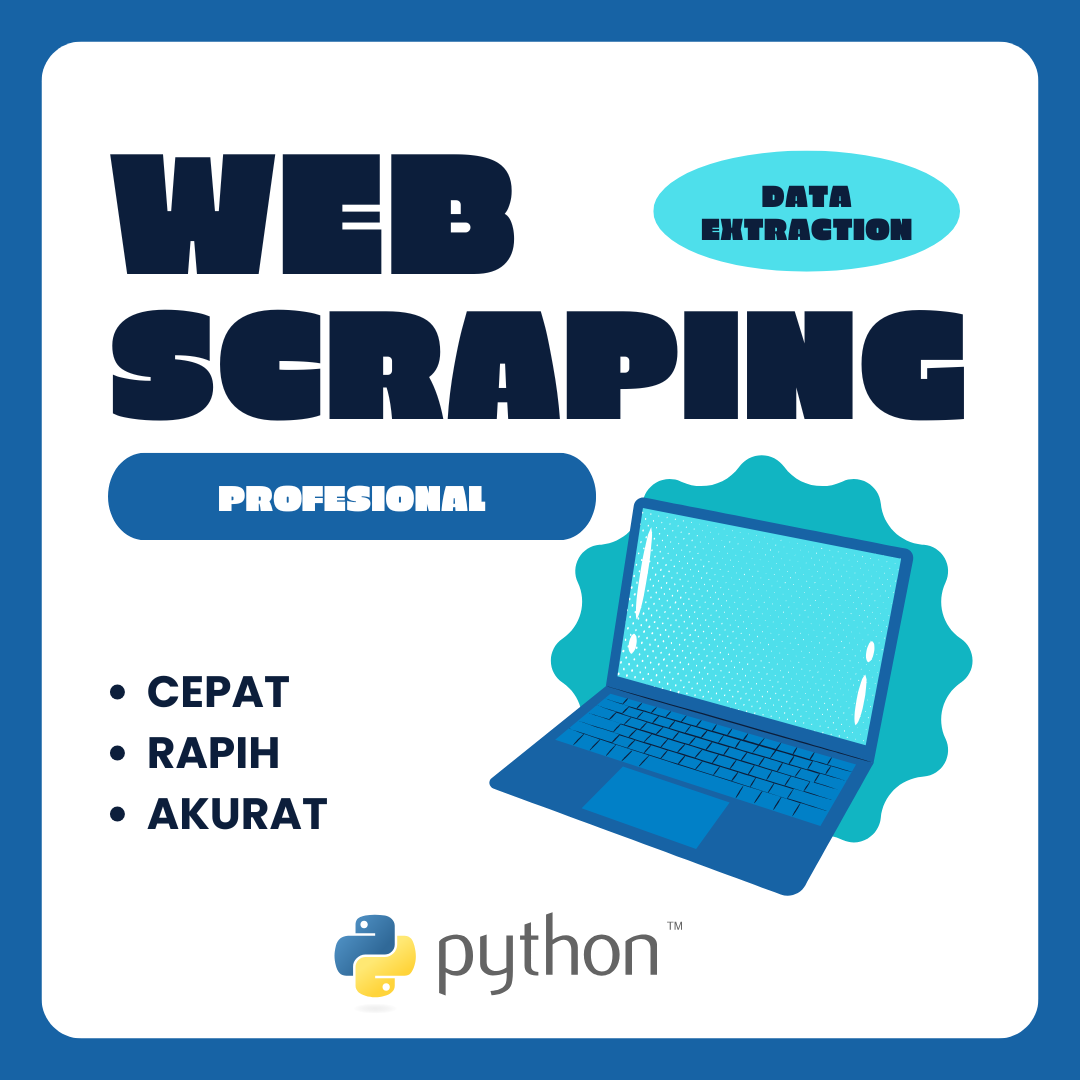 WEB
DATA
EXTRACTION
SCRAPING
PROFESIONAL
• CEPAT
• RAPIH
• AKURAT
python™